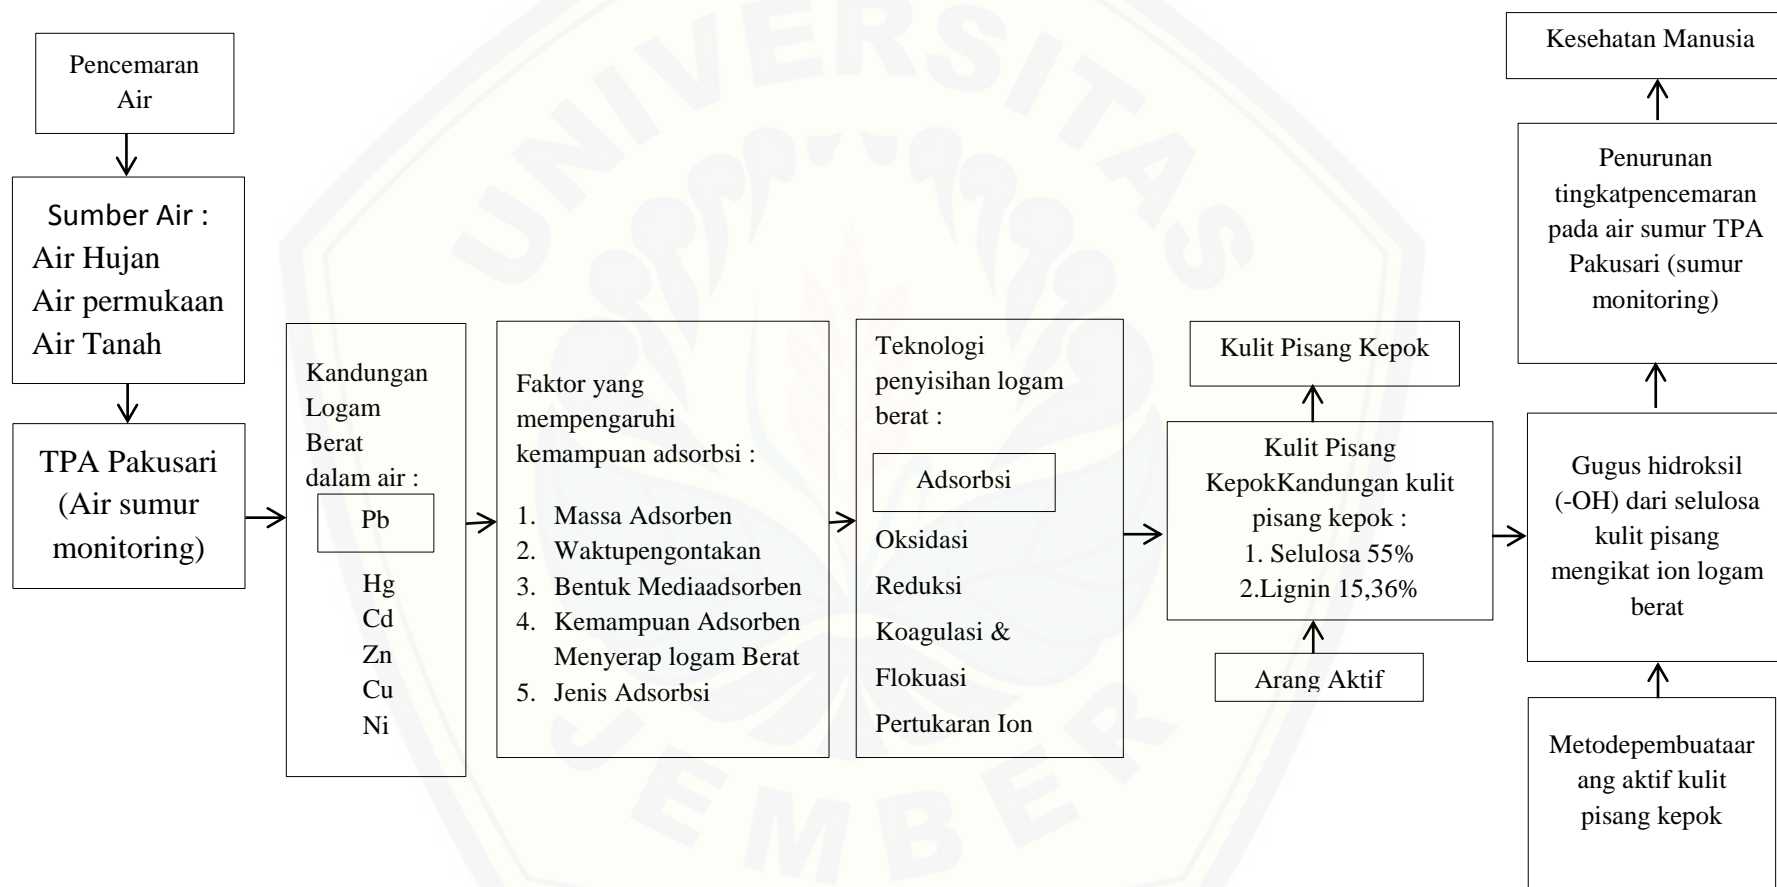 UNIVERSITAS
JEMBER
Pencemaran
Air
Sumber Air :
Air Hujan
Air permukaan
Air Tanah
TPA Pakusari
(Air sumur
monitoring)
Kandungan
Logam
Berat
dalam air :
Pb
Hg
Cd
Zn
Cu
Ni
Faktor yang
mempengaruhi
kemampuan adsorbsi :
1. Massa Adsorben
2. Waktupengontakan
3. Bentuk Mediaadsorben
4. Kemampuan Adsorben
Menyerap logam Berat
5. Jenis Adsorbsi
Teknologi
penyisihan logam
berat :
Adsorbsi
Oksidasi
Reduksi
Koagulasi &
Flokuasi
Pertukaran Ion
Kulit Pisang Kepok
Kulit Pisang
KepokKandungan kulit
pisang kepok :
1. Selulosa 55%
2.Lignin 15,36%
Arang Aktif
Kesehatan Manusia
Penurunan
tingkatpencemaran
pada air sumur TPA
Pakusari (sumur
monitoring)
Gugus hidroksil
(-OH) dari selulosa
kulit pisang
mengikat ion logam
berat
Metodepembuataar
ang aktif kulit
pisang kepok